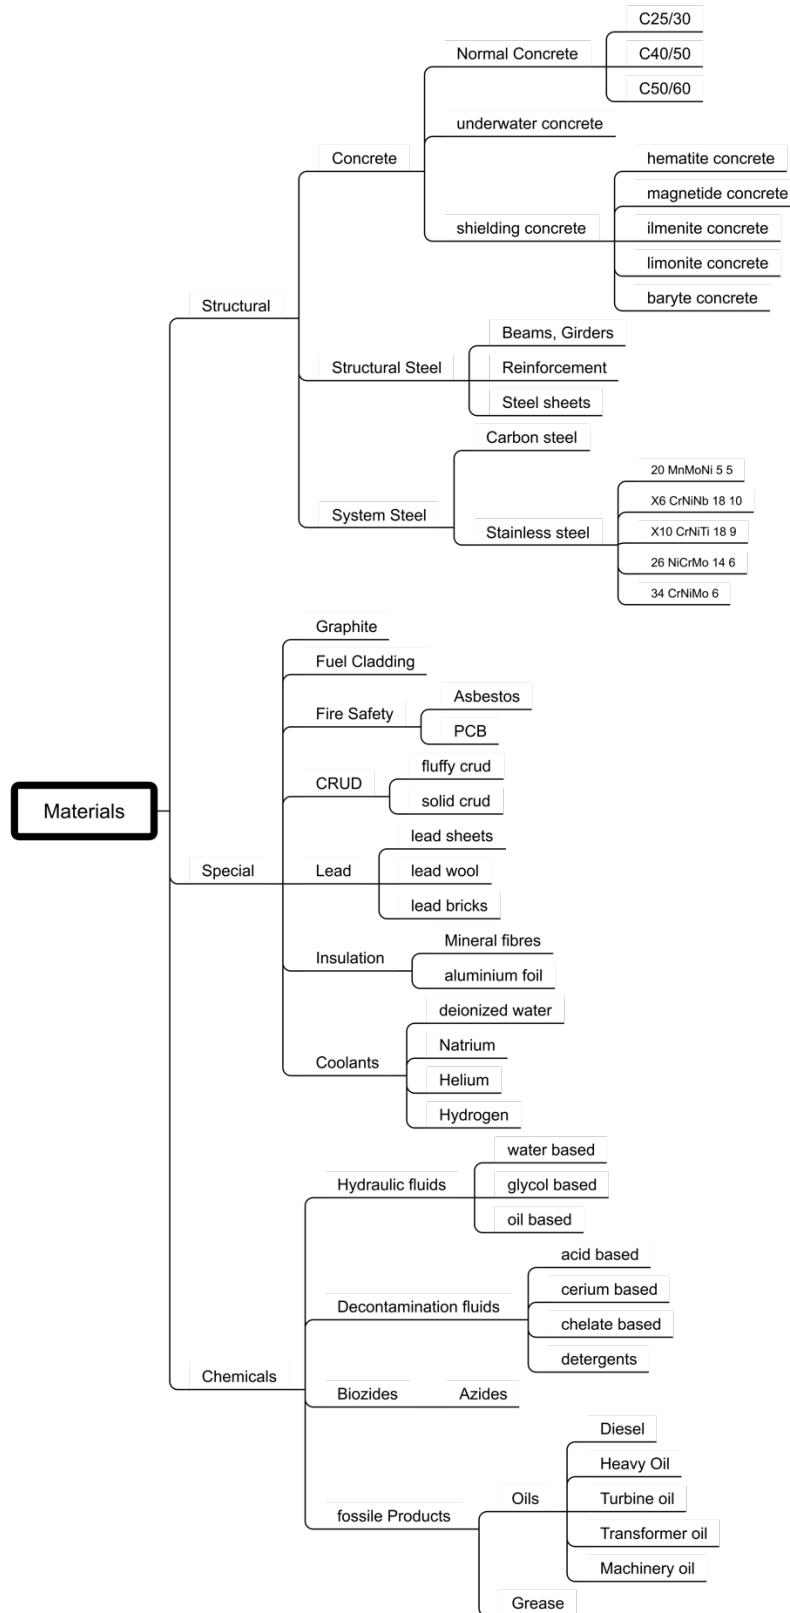 C25/30
Normal Concrete
C40/50
C50/60
underwater concrete
Concrete
hematite concrete
magnetide concrete
shielding concrete
ilmenite concrete
limonite concrete
baryte concrete
Structural
Beams, Girders
Structural Steel
Reinforcement
Steel sheets
Carbon steel
System Steel
20 MnMoNi 5 5
X6 CrNiNb 18 10
Stainless steel
X10 CrNiTi 18 9
26 NiCrMo 14 6
34 CrNiMo 6
Graphite
Fuel Cladding
Fire Safety
Asbestos
PCB
CRUD
fluffy crud
solid crud
Materials
Special
Lead
lead sheets
lead wool
lead bricks
Insulation
Mineral fibres
aluminium foil
Coolants
deionized water
Natrium
Helium
Hydrogen
Hydraulic fluids
water based
glycol based
oil based
Decontamination fluids
acid based
cerium based
chelate based
detergents
Chemicals
Biozides
Azides
fossile Products
Oils
Diesel
Heavy Oil
Turbine oil
Transformer oil
Machinery oil
Grease